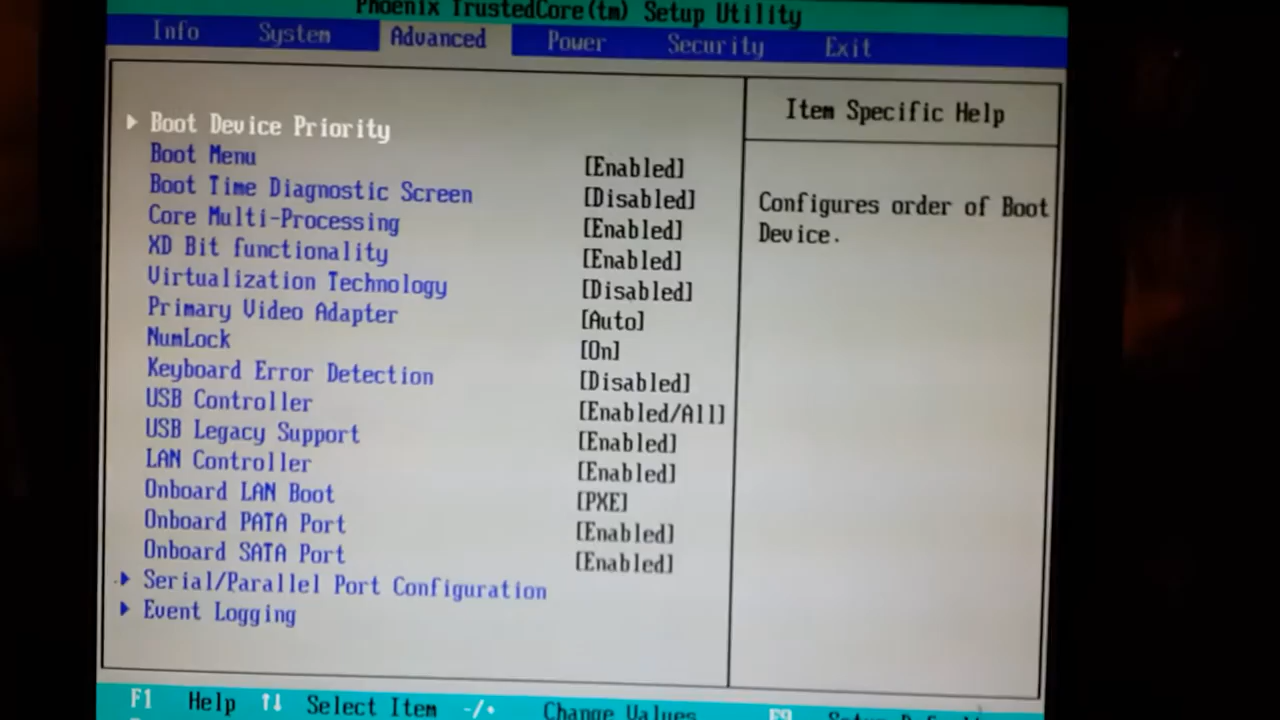 Phoenix TrustedCore(tm) Setup Utility
Info System Advanced Power Security Exit
Item Specific Help
Boot Device Priority
Boot Menu [Enabled]
Boot Time Diagnostic Screen [Disabled]
Core Multi-Processing [Enabled]
XD Bit functionality [Enabled]
Virtualization Technology [Disabled]
Primary Video Adapter [Auto]
NumLock [On]
Keyboard Error Detection [Disabled]
USB Controller [Enabled/All]
USB Legacy Support [Enabled]
LAN Controller [Enabled]
Onboard LAN Boot [PXE]
Onboard PATA Port [Enabled]
Onboard SATA Port [Enabled]
Serial/Parallel Port Configuration
Event Logging
Configures order of Boot
Device.
F1 Help ↑↓ Select Item -/+ Change Values F9 Setup